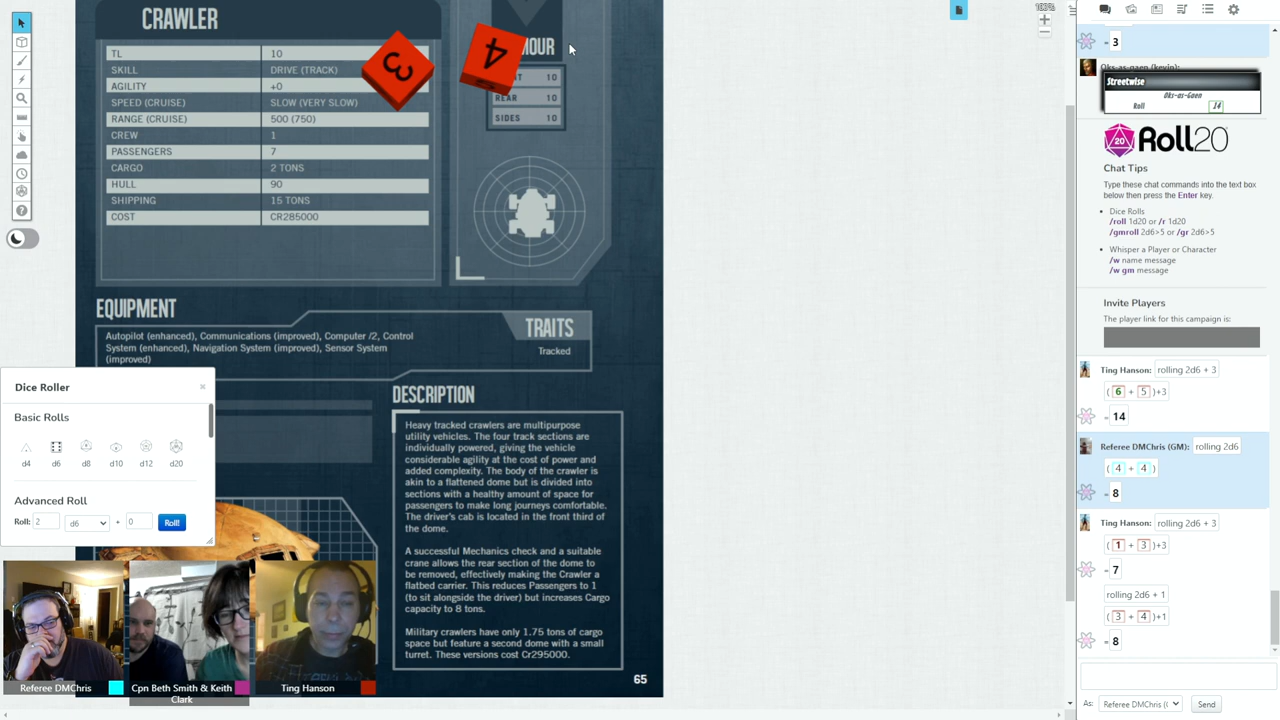 CRAWLER
TL 10
SKILL DRIVE (TRACK)
AGILITY +0
SPEED (CRUISE) SLOW (VERY SLOW)
RANGE (CRUISE) 500 (750)
CREW 1
PASSENGERS 7
CARGO 2 TONS
HULL 90
SHIPPING 15 TONS
COST CR285000
3
4
10
REAR 10
SIDES 10
EQUIPMENT
Autopilot (enhanced), Communications (improved), Computer /2, Control
System (enhanced), Navigation System (improved), Sensor System
(improved)
TRAITS
Tracked
DESCRIPTION
Heavy tracked crawlers are multipurpose
utility vehicles. The four track sections are
individually powered, giving the vehicle
considerable agility at the cost of power and
added complexity. The body of the crawler is
akin to a flattened dome but is divided into
sections with a healthy amount of space for
passengers to make long journeys comfortable.
The driver's cab is located in the front third of
the dome.
A successful Mechanics check and a suitable
crane allows the rear section of the dome to
be removed, effectively making the Crawler a
flatbed carrier. This reduces Passengers to 1
(to sit alongside the driver) but increases Cargo
capacity to 8 tons.
Military crawlers have only 1.75 tons of cargo
space but feature a second dome with a small
turret. These versions cost Cr295000.
65
Dice Roller ×
Basic Rolls
d4 d6 d8 d10 d12 d20
Advanced Roll
Roll: 2 d6 + 0 Roll!
Referee DMChris
Cpn Beth Smith & Keith
Clark
Ting Hanson
100%
= 3
Oks-as-gaen (kevin):
Streetwise
Oks-as-Gaen
Roll 14
20 Roll20
Chat Tips
Type these chat commands into the text box
below then press the Enter key.
• Dice Rolls
/roll 1d20 or /r 1d20
/gmroll 2d6>5 or /gr 2d6>5
• Whisper a Player or Character
/w name message
/w gm message
Invite Players
The player link for this campaign is:
Ting Hanson: rolling 2d6 + 3
( 6 + 5 )+3
= 14
Referee DMChris (GM): rolling 2d6
( 4 + 4 )
= 8
Ting Hanson: rolling 2d6 + 3
( 1 + 3 )+3
= 7
rolling 2d6 + 1
( 3 + 4 )+1
= 8
As: Referee DMChris ( Send